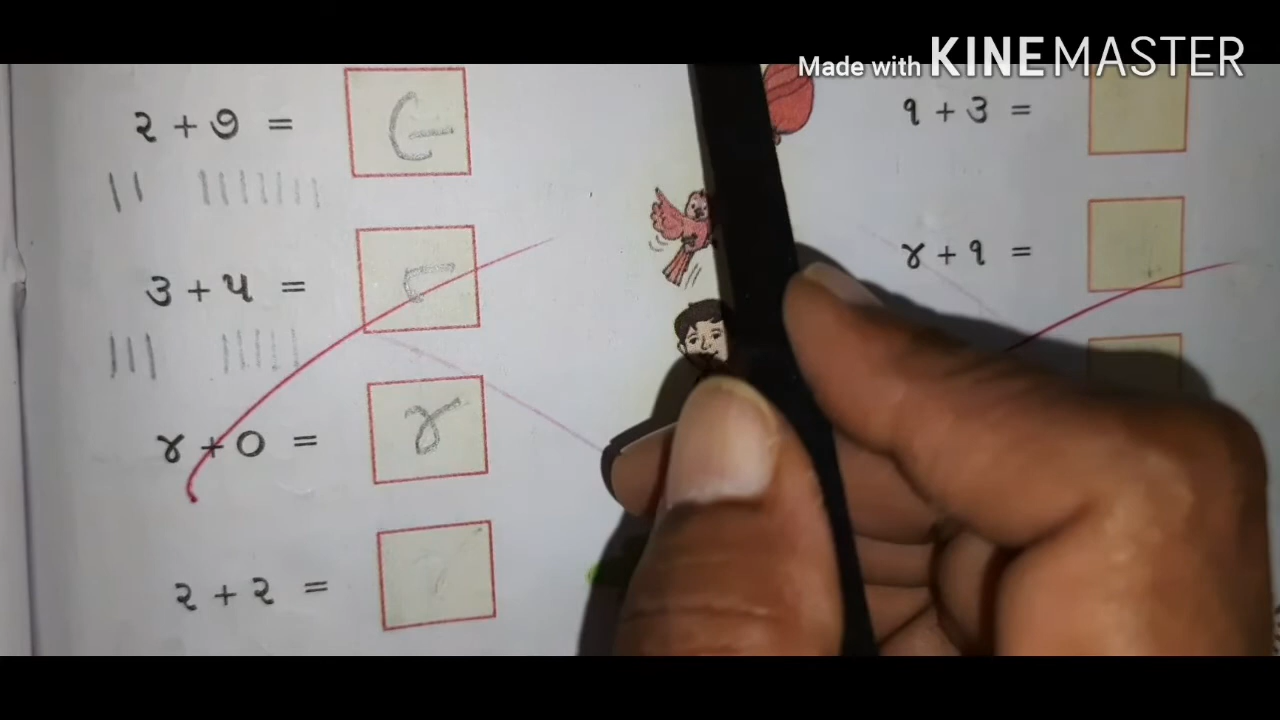 Made with KINEMASTER
૨ + ૭ = ૯
૩ + ૫ = ૮
૪ + ૦ = ૪
૨ + ૨ =
૧ + ૩ =
૪ + ૧ =